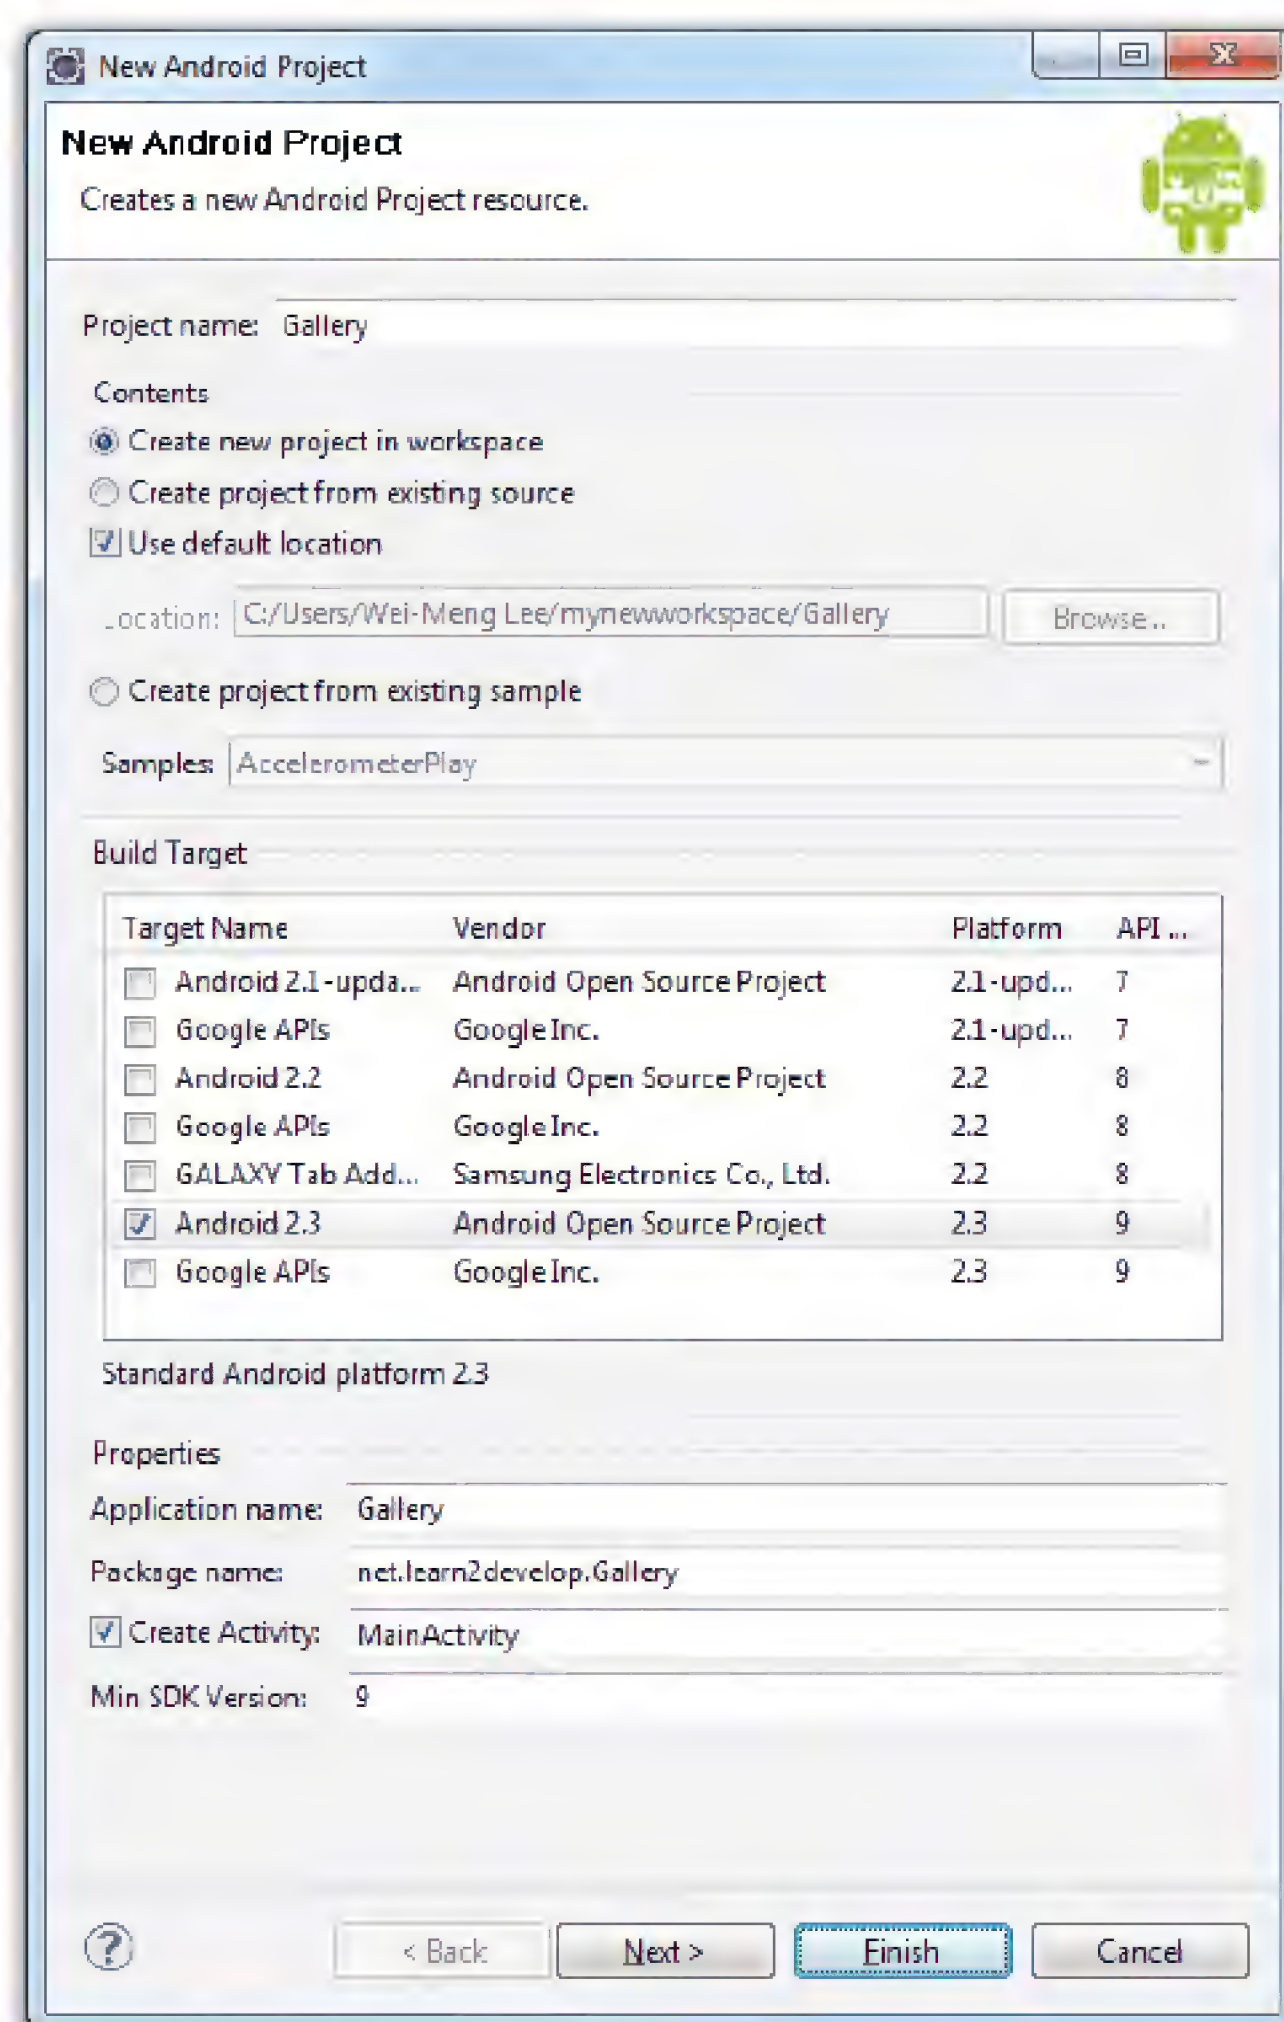 New Android Project
New Android Project
Creates a new Android Project resource.
Project name: Gallery
Contents
Create new project in workspace
Create project from existing source
Use default location
Location: C:/Users/Wei-Meng Lee/mynewworkspace/Gallery Browse...
Create project from existing sample
Samples: AccelerometerPlay
Build Target
Target Name Vendor Platform API ...
Android 2.1-upda... Android Open Source Project 2.1-upd... 7
Google APIs Google Inc. 2.1-upd... 7
Android 2.2 Android Open Source Project 2.2 8
Google APIs Google Inc. 2.2 8
GALAXY Tab Add... Samsung Electronics Co., Ltd. 2.2 8
Android 2.3 Android Open Source Project 2.3 9
Google APIs Google Inc. 2.3 9
Standard Android platform 2.3
Properties
Application name: Gallery
Package name: net.learn2develop.Gallery
Create Activity: MainActivity
Min SDK Version: 9
? < Back Next > Finish Cancel